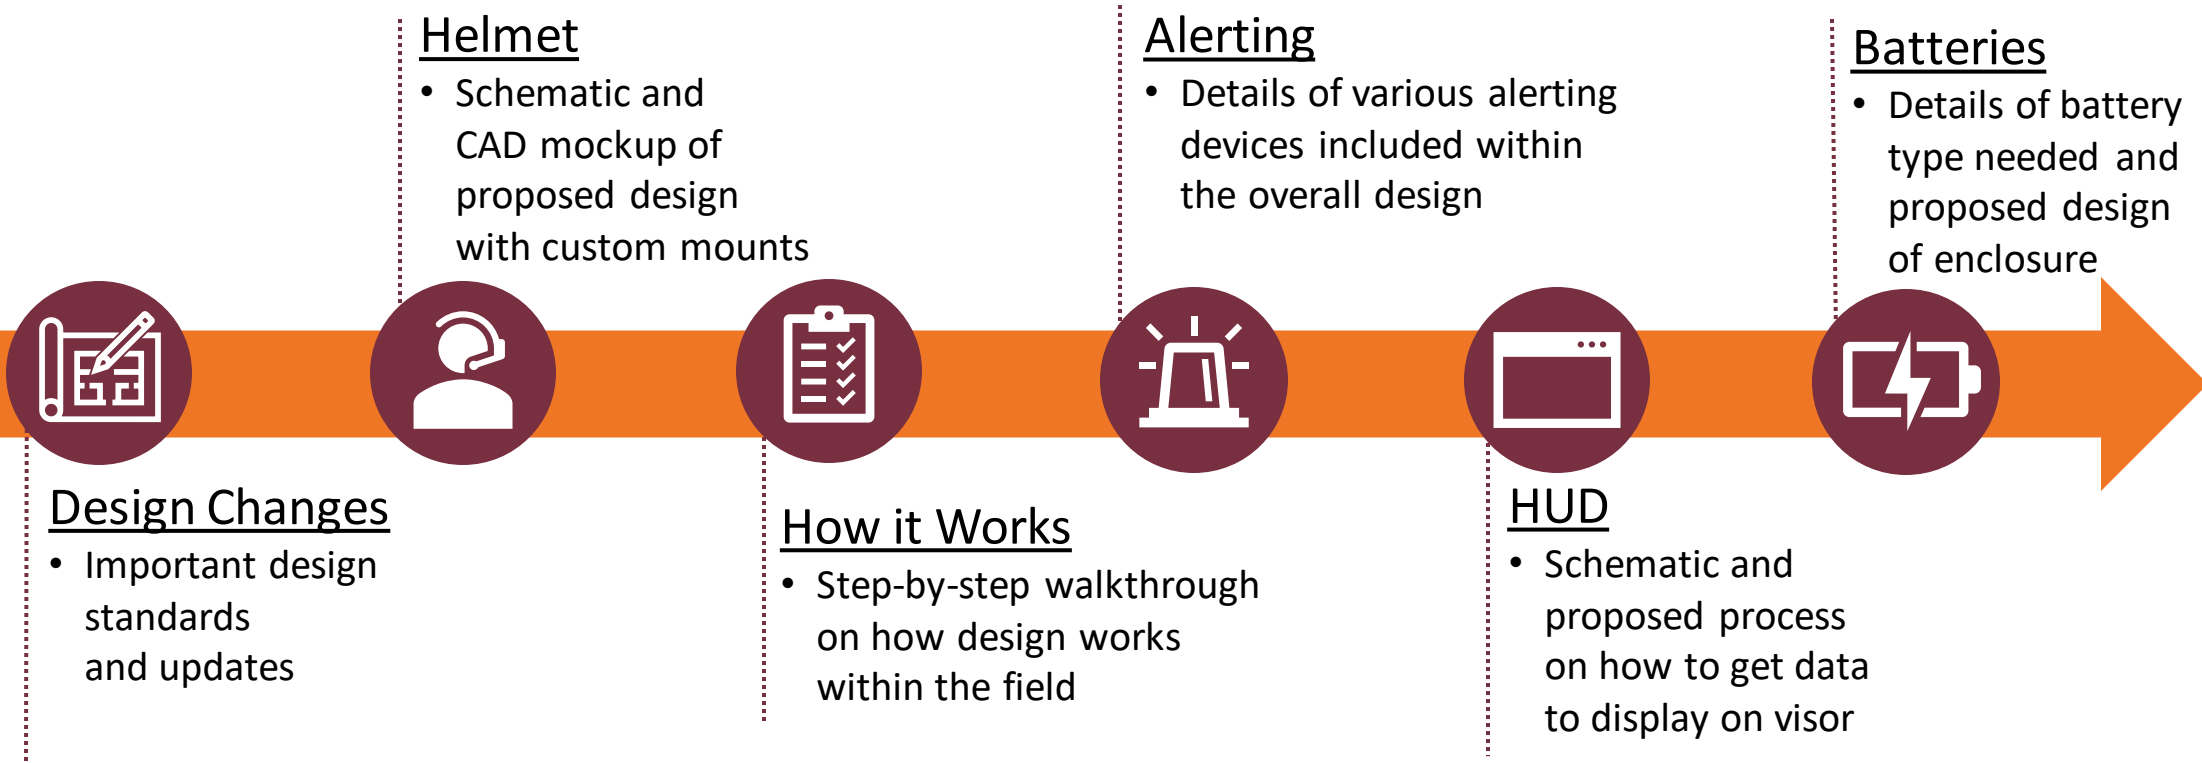 Design Changes
• Important design
standards
and updates
Helmet
• Schematic and
CAD mockup of
proposed design
with custom mounts
How it Works
• Step-by-step walkthrough
on how design works
within the field
Alerting
• Details of various alerting
devices included within
the overall design
HUD
• Schematic and
proposed process
on how to get data
to display on visor
Batteries
• Details of battery
type needed and
proposed design
of enclosure